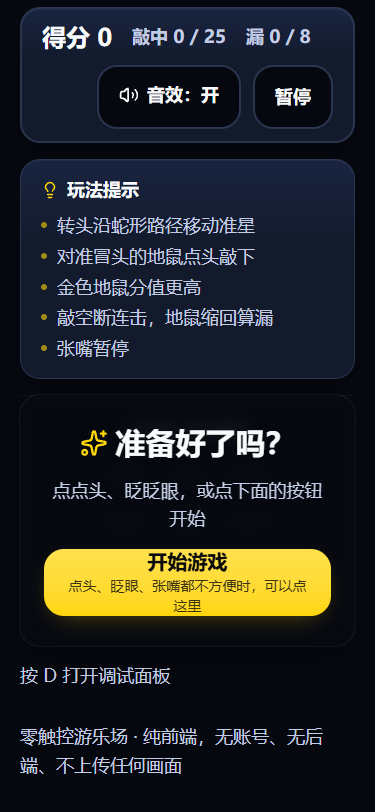 得分 0 敲中 0 / 25 漏 0 / 8
音效：开 暂停
玩法提示
转头沿蛇形路径移动准星
对准冒头的地鼠点头敲下
金色地鼠分值更高
敲空断连击，地鼠缩回算漏
张嘴暂停
准备好了吗？
点点头、眨眨眼，或点下面的按钮
开始
开始游戏
点头、眨眼、张嘴都不方便时，可以点
这里
按 D 打开调试面板
零触控游乐场 · 纯前端，无账号、无后
端、不上传任何画面